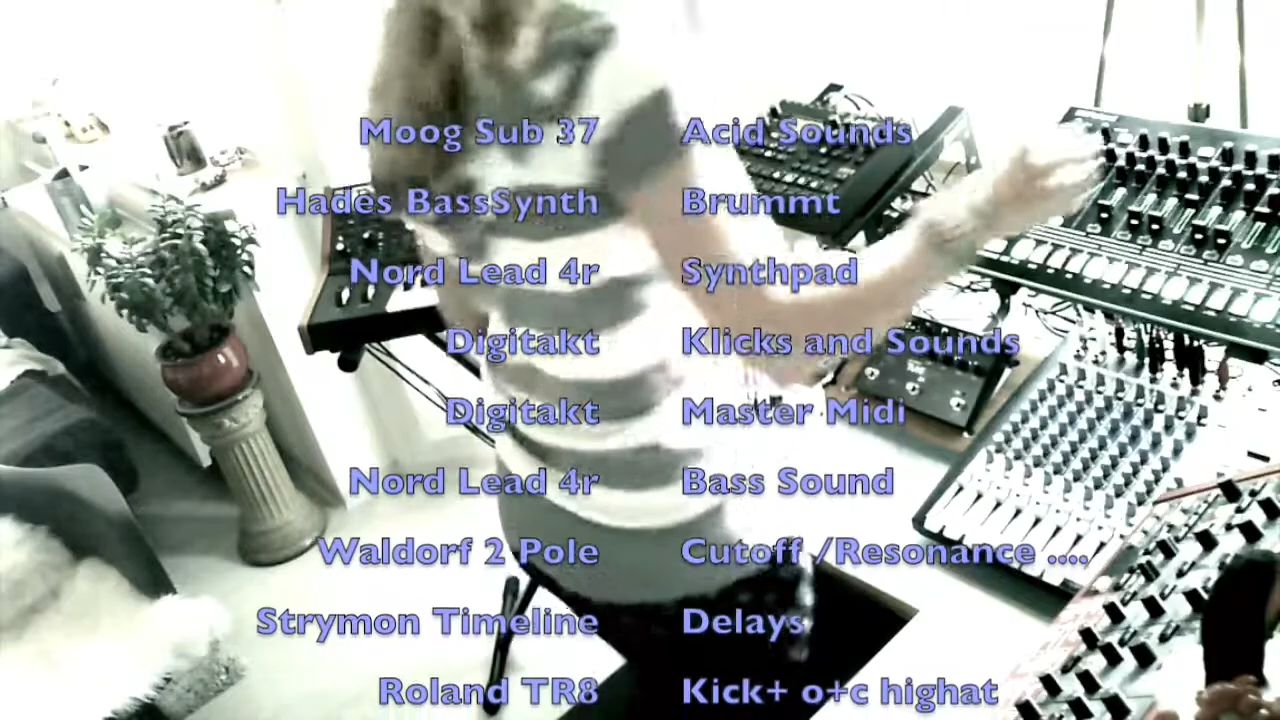 Moog Sub 37 Acid Sounds
Hades BassSynth Brummt
Nord Lead 4r Synthpad
Digitakt Klicks and Sounds
Digitakt Master Midi
Nord Lead 4r Bass Sound
Waldorf 2 Pole Cutoff /Resonance ....
Strymon Timeline Delays
Roland TR8 Kick+ o+c highat